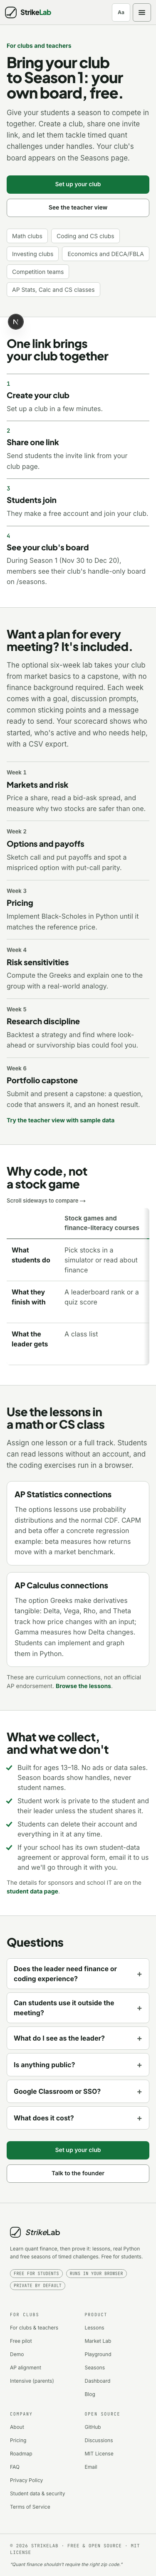 StrikeLab
Aa
For clubs and teachers
Bring your club
to Season 1: your
own board, free.
Give your students a season to compete in
together. Create a club, share one invite
link, and let them tackle timed quant
challenges under individually. Your club's
board appears on the Seasons page.
Set up your club
See the teacher view
Math clubs
Coding and CS clubs
Investing clubs
Economics and DECA/FBLA
Competition teams
AP Stats, Calc and CS classes
N
One link brings
your club together
1
Create your club
Set up a club in a few minutes.
2
Share one link
Send students the invite link from your
club page.
3
Students join
They make a free account and join your club.
4
See your club's board
During Season 1 (Nov 30 to Dec 20),
members see their club's handle-only board
on /seasons.
Want a plan for every
meeting? It's included.
The optional six-week lab takes your club
from market basics to a capstone, with no
finance background required. Each week
comes with a goal, discussion prompts,
common sticking points and a message
ready to send. Your scorecard shows who
started, who's active and who needs help,
with a CSV export.
Week 1
Markets and risk
Price a share, read a bid-ask spread, and
measure why two stocks are safer than one.
Week 2
Options and payoffs
Sketch call and put payoffs and spot a
mispriced option with put-call parity.
Week 3
Pricing
Implement Black-Scholes in Python until it
matches the reference price.
Week 4
Risk sensitivities
Compute the Greeks and explain one to the
group with a real-world analogy.
Week 5
Research discipline
Backtest a strategy and find where look-
ahead or survivorship bias could fool you.
Week 6
Portfolio capstone
Submit and present a capstone: a question,
code that answers it, and an honest result.
Try the teacher view with sample data
Why code, not
a stock game
Scroll sideways to compare →
Stock games and
finance-literacy courses
What
students do
Pick stocks in a
simulator or read about
finance
What they
finish with
A leaderboard rank or a
quiz score
What the
leader gets
A class list
Use the lessons in
a math or CS class
Assign one lesson or a full track. Students
can read lessons without an account, and
the coding exercises run in a browser.
AP Statistics connections
The options lessons use probability
distributions and the normal CDF. CAPM
and beta offer a concrete regression
example: beta measures how returns
move with a market benchmark.
AP Calculus connections
The option Greeks make derivatives
tangible: Delta, Vega, Rho, and Theta
track how price changes with an input;
Gamma measures how Delta changes.
Students can implement and graph
them in Python.
These are curriculum connections, not an official
AP endorsement. Browse the lessons.
What we collect,
and what we don't
Built for ages 13–18. No ads or data sales.
Season boards show handles, never
student names.
Student work is private to the student and
their leader unless the student shares it.
Students can delete their account and
everything in it at any time.
If your school has its own student-data
agreement or approval form, email it to us
and we'll go through it with you.
The details for sponsors and school IT are on the
student data page.
Questions
Does the leader need finance or
coding experience?
+
Can students use it outside the
meeting?
+
What do I see as the leader?
+
Is anything public?
+
Google Classroom or SSO?
+
What does it cost?
+
Set up your club
Talk to the founder
StrikeLab
Learn quant finance, then prove it: lessons, real Python
and free seasons of timed challenges. Free for students.
FREE FOR STUDENTS
RUNS IN YOUR BROWSER
PRIVATE BY DEFAULT
FOR CLUBS
For clubs & teachers
Free pilot
Demo
AP alignment
Intensive (parents)
PRODUCT
Lessons
Market Lab
Playground
Seasons
Dashboard
Blog
COMPANY
About
Pricing
Roadmap
FAQ
Privacy Policy
Student data & security
Terms of Service
OPEN SOURCE
GitHub
Discussions
MIT License
Email
© 2026 STRIKELAB · FREE & OPEN SOURCE · MIT
LICENSE
"Quant finance shouldn't require the right zip code."